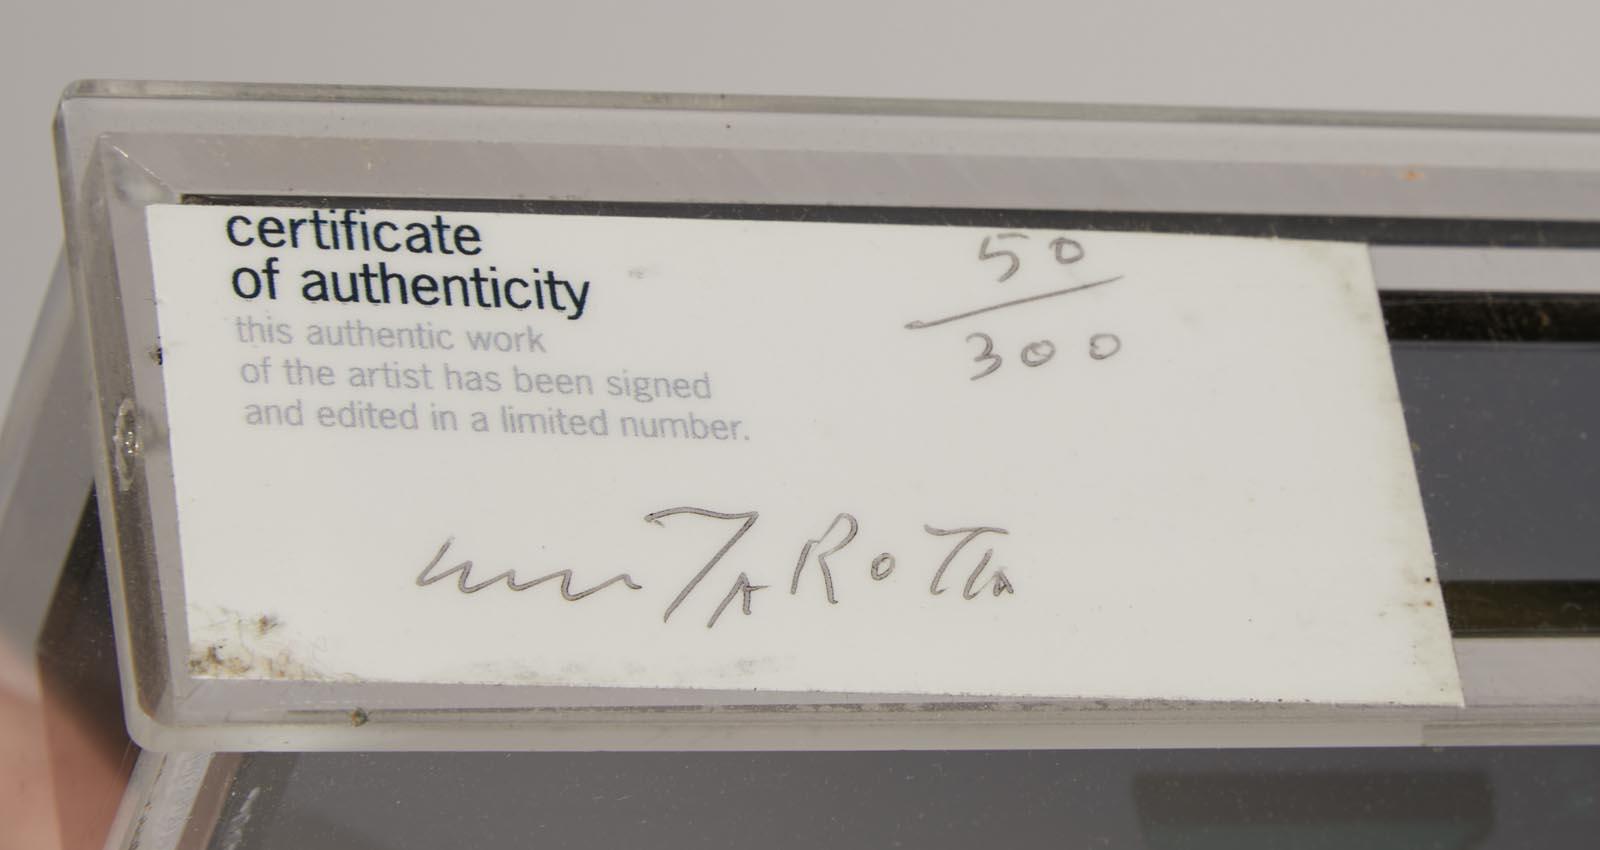 certificate
of authenticity
this authentic work
of the artist has been signed
and edited in a limited number.
50
300